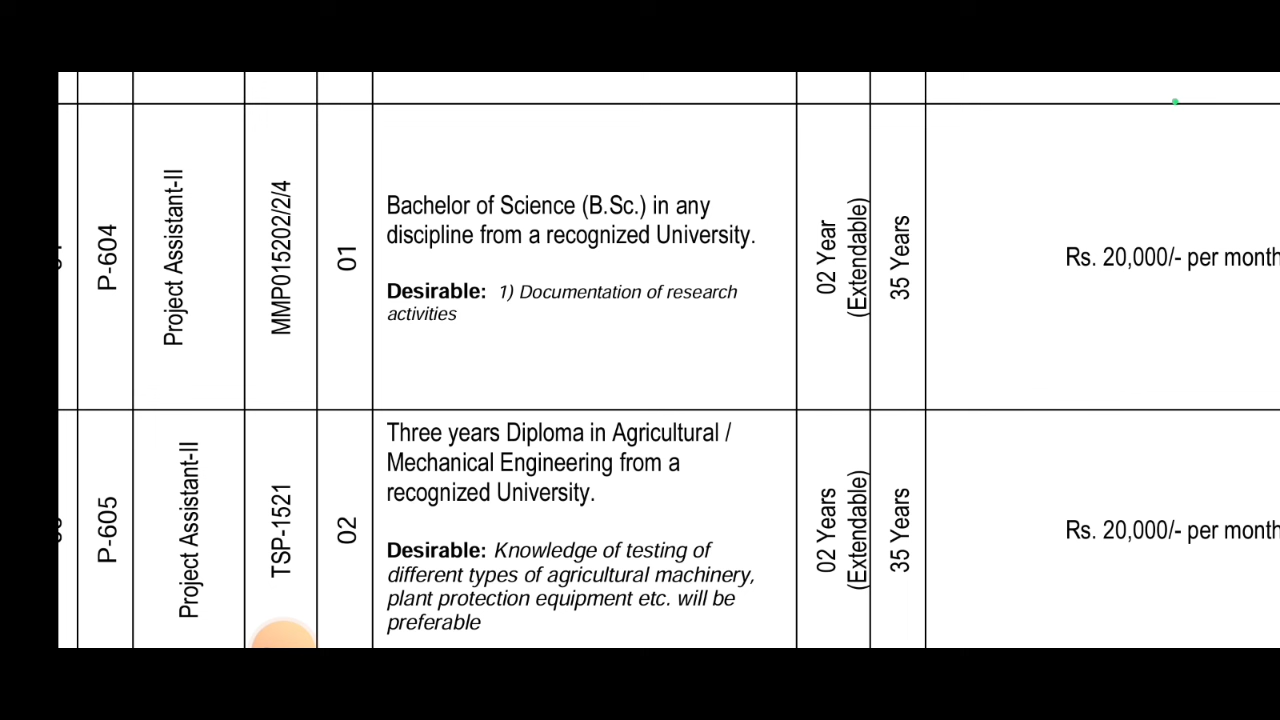 P-604
Project Assistant-II
MMP015202/2/4
01
Bachelor of Science (B.Sc.) in any
discipline from a recognized University.
Desirable: 1) Documentation of research
activities
02 Year
(Extendable)
35 Years
Rs. 20,000/- per month
P-605
Project Assistant-II
TSP-1521
02
Three years Diploma in Agricultural /
Mechanical Engineering from a
recognized University.
Desirable: Knowledge of testing of
different types of agricultural machinery,
plant protection equipment etc. will be
preferable
02 Years
(Extendable)
35 Years
Rs. 20,000/- per month